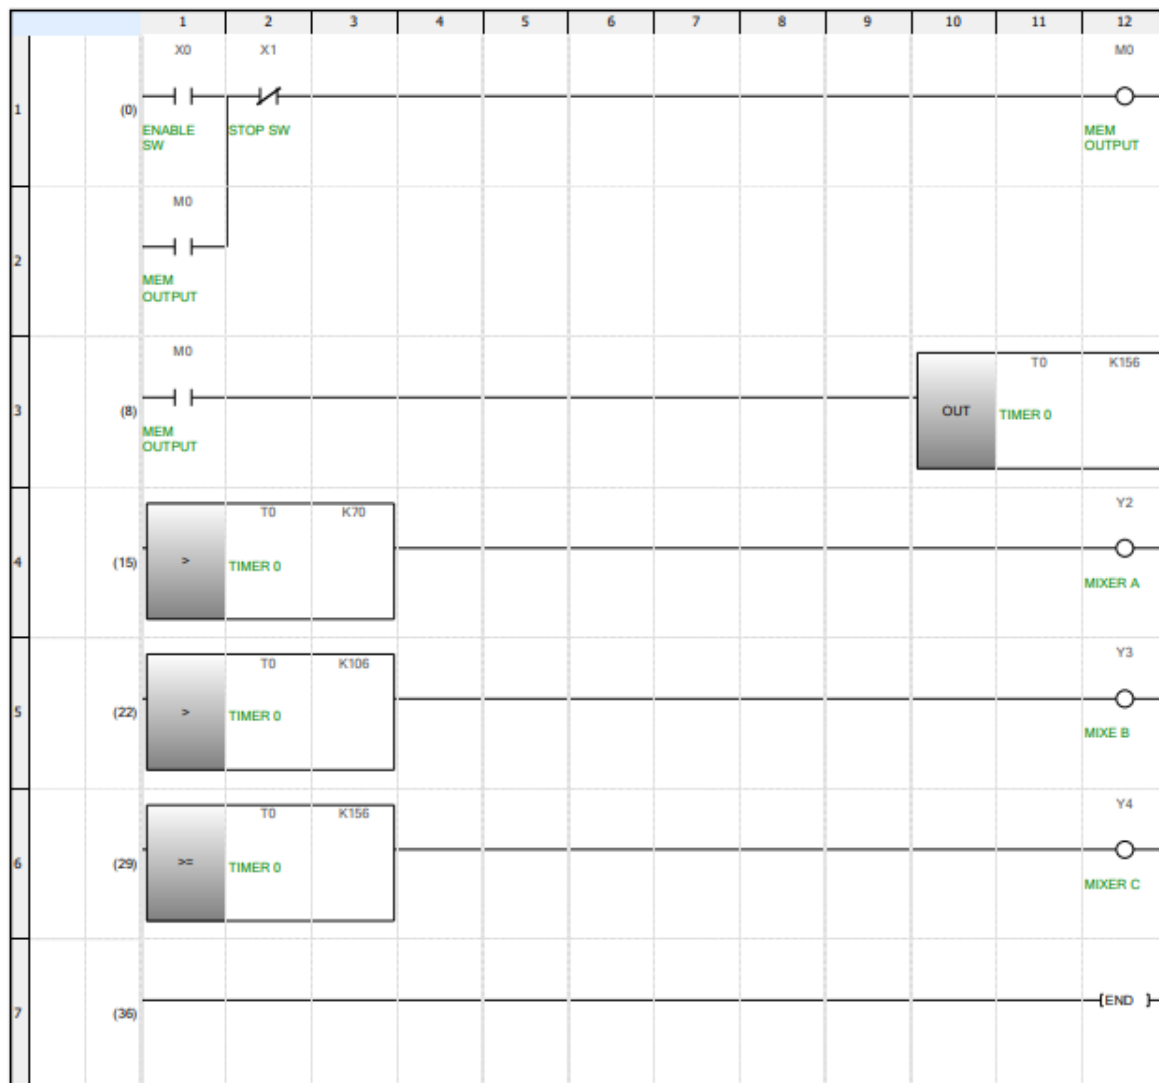 1 2 3 4 5 6 7 8 9 10 11 12
X0 X1 M0
1 (0)
ENABLE SW STOP SW MEM OUTPUT
M0
2
MEM OUTPUT
M0 T0 K156
3 (8) OUT TIMER 0
MEM OUTPUT
T0 K70 Y2
4 (15) > TIMER 0
MIXER A
T0 K106 Y3
5 (22) > TIMER 0
MIXE B
T0 K156 Y4
6 (29) >= TIMER 0
MIXER C
7 (36) [END ]